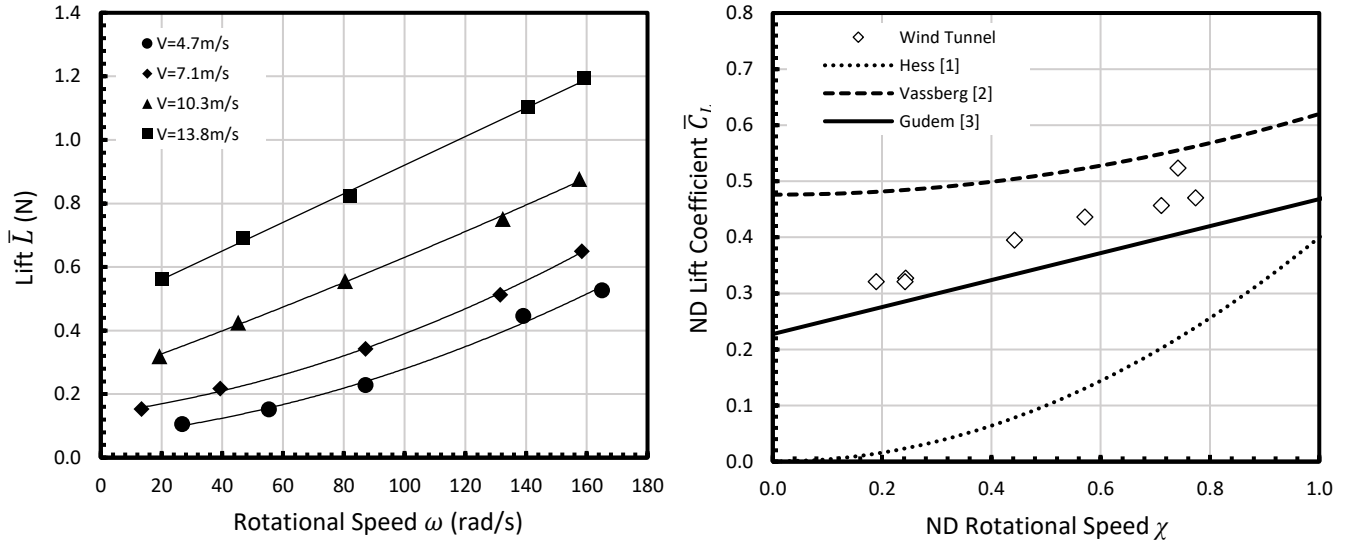 1.4
1.2
1.0
0.8
0.6
0.4
0.2
0.0
Lift L̅ (N)
V=4.7m/s
V=7.1m/s
V=10.3m/s
V=13.8m/s
0 20 40 60 80 100 120 140 160 180
Rotational Speed ω (rad/s)
0.8
0.7
0.6
0.5
0.4
0.3
0.2
0.1
0.0
ND Lift Coefficient C̅_L
Wind Tunnel
Hess [1]
Vassberg [2]
Gudem [3]
0.0 0.2 0.4 0.6 0.8 1.0
ND Rotational Speed χ